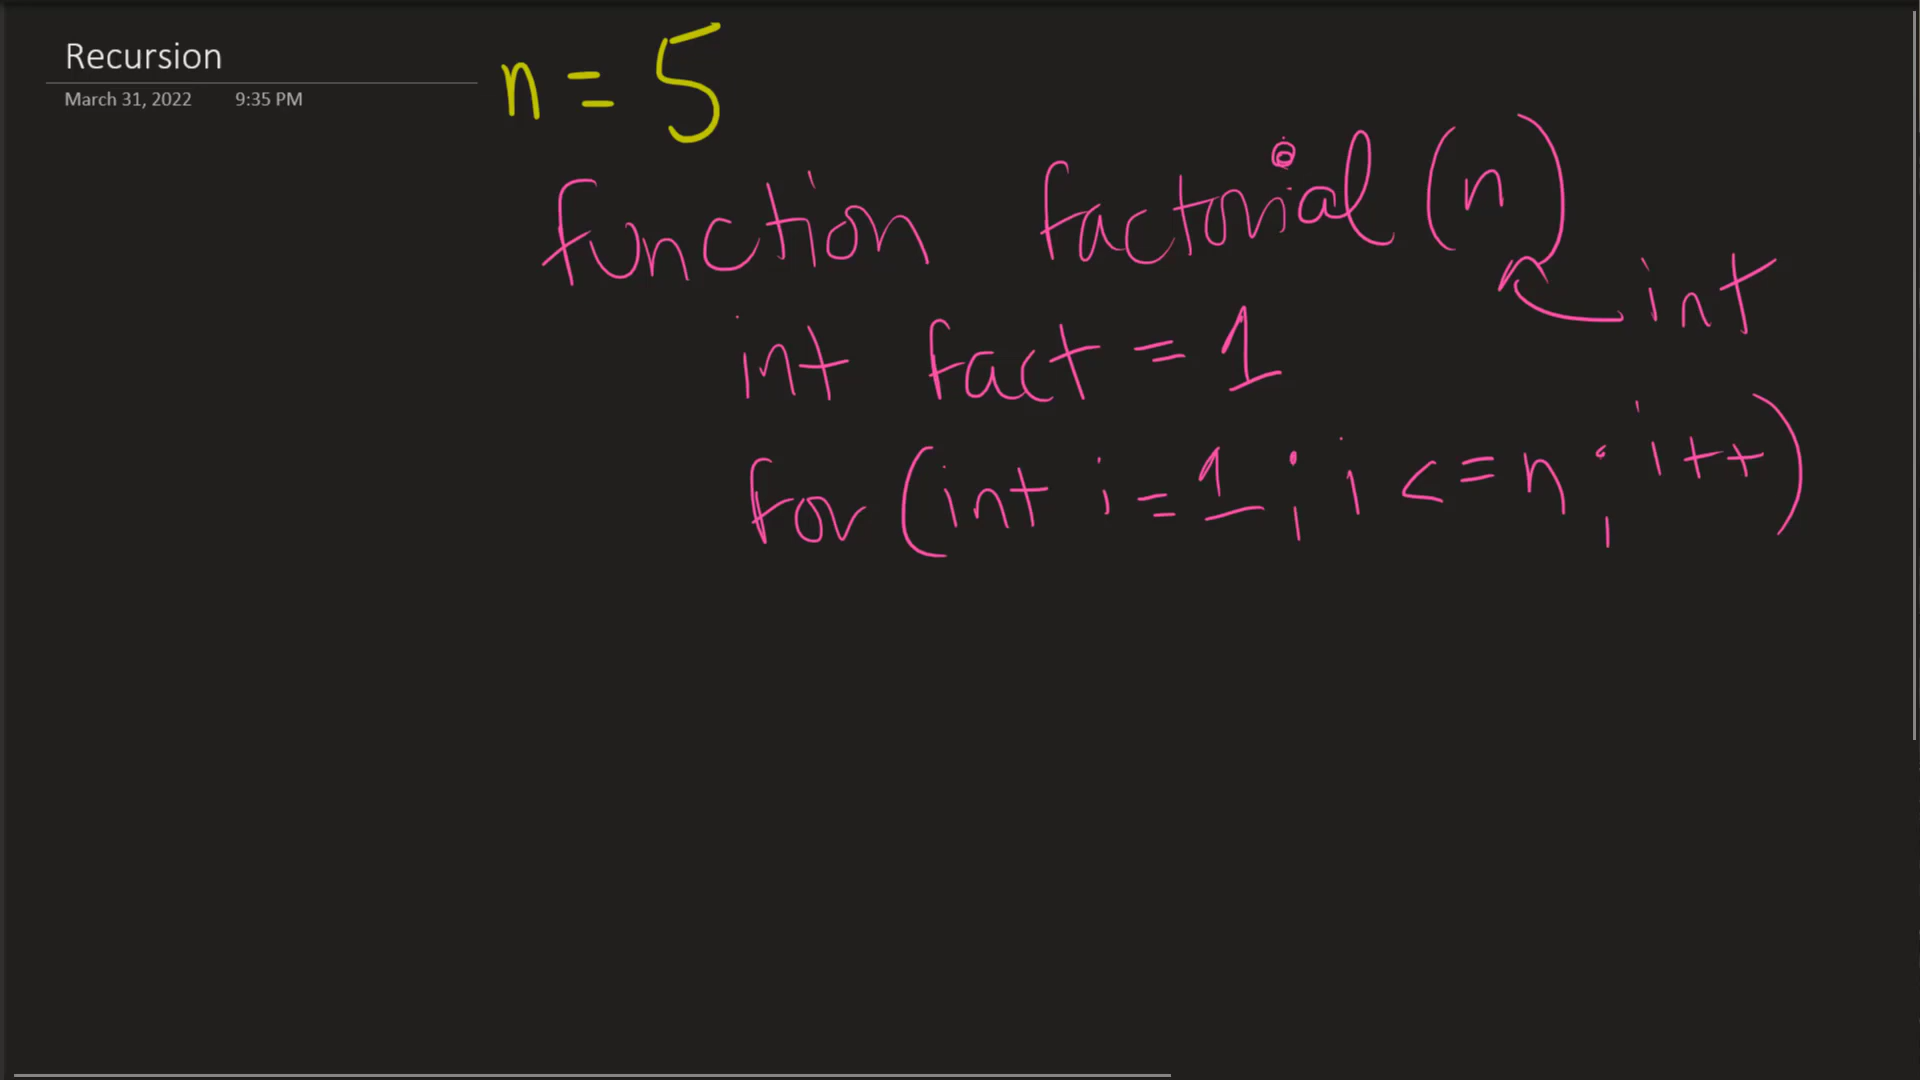 Recursion
March 31, 2022 9:35 PM
n = 5
function factorial (n)
int
int fact = 1
for (int i = 1; i <= n; i++)